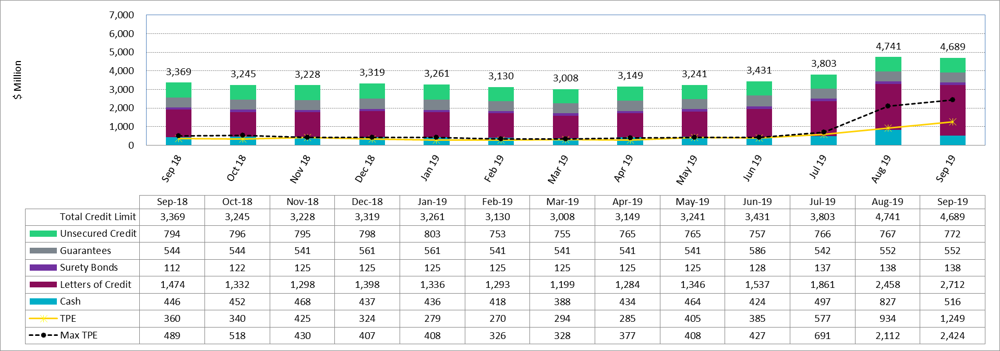 7,000
6,000
5,000
4,000
3,000
2,000
1,000
0
$ Million
3,369 3,245 3,228 3,319 3,261 3,130 3,008 3,149 3,241 3,431 3,803 4,741 4,689
Sep 18 Oct 18 Nov 18 Dec 18 Jan 19 Feb 19 Mar 19 Apr 19 May 19 Jun 19 Jul 19 Aug 19 Sep 19
Sep-18 Oct-18 Nov-18 Dec-18 Jan-19 Feb-19 Mar-19 Apr-19 May-19 Jun-19 Jul-19 Aug-19 Sep-19
Total Credit Limit 3,369 3,245 3,228 3,319 3,261 3,130 3,008 3,149 3,241 3,431 3,803 4,741 4,689
Unsecured Credit 794 796 795 798 803 753 755 765 765 757 766 767 772
Guarantees 544 544 541 561 561 541 541 541 541 586 542 552 552
Surety Bonds 112 122 125 125 125 125 125 125 125 128 137 138 138
Letters of Credit 1,474 1,332 1,298 1,398 1,336 1,293 1,199 1,284 1,346 1,537 1,861 2,458 2,712
Cash 446 452 468 437 436 418 388 434 464 424 497 827 516
TPE 360 340 425 324 279 270 294 285 405 385 577 934 1,249
Max TPE 489 518 430 407 408 326 328 377 408 427 691 2,112 2,424